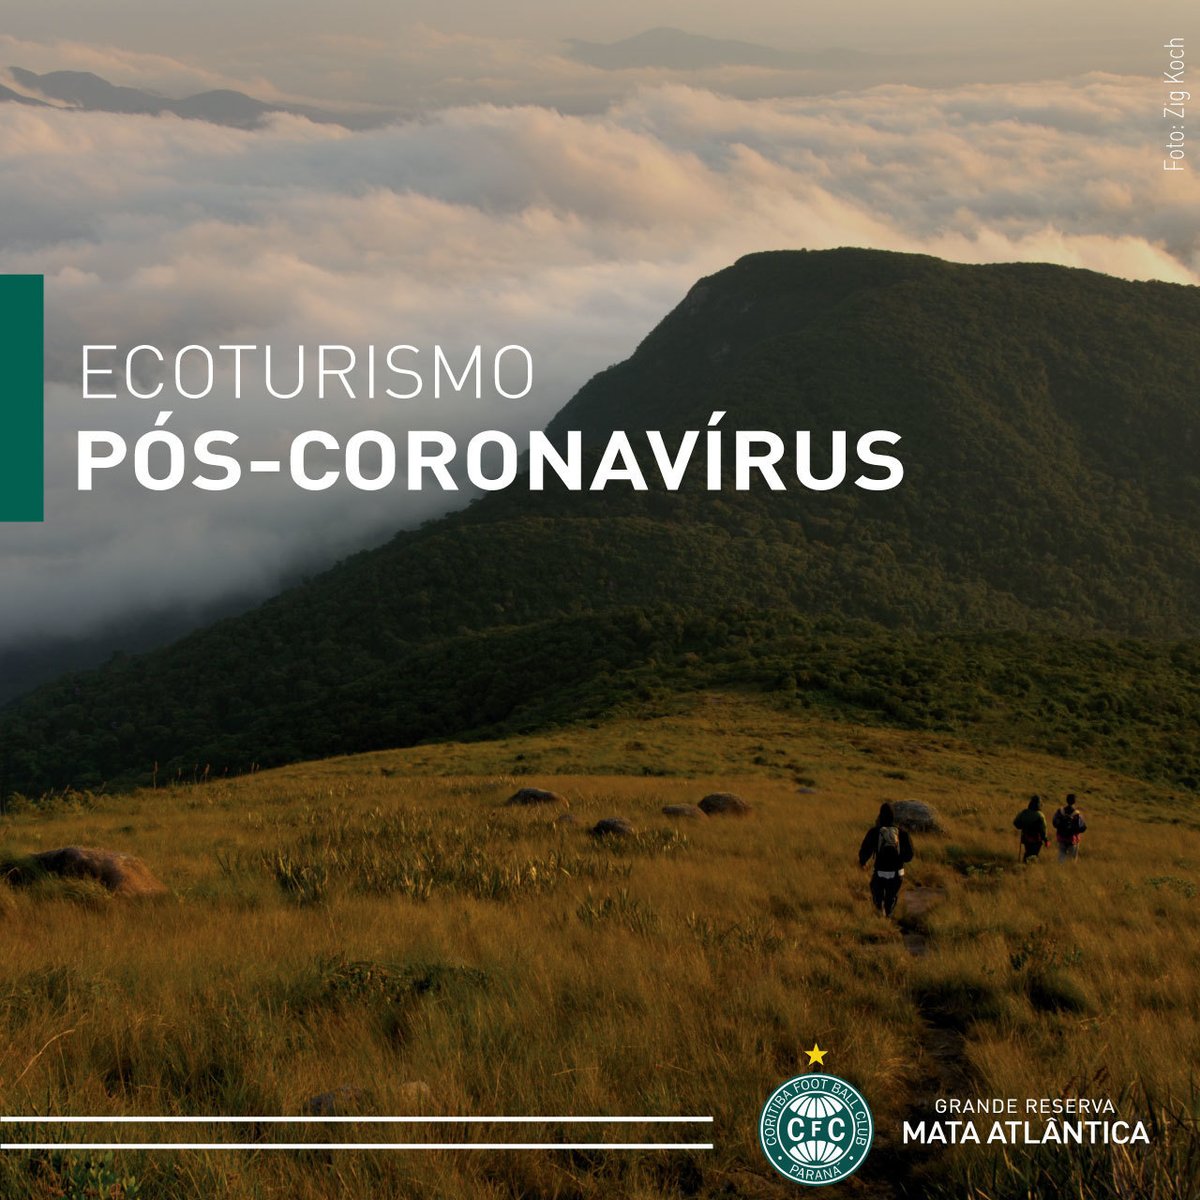 Foto: Zig Koch
ECOTURISMO
PÓS-CORONAVÍRUS
CORITIBA FOOT BALL CLUB
CFC
PARANÁ
GRANDE RESERVA
MATA ATLÂNTICA